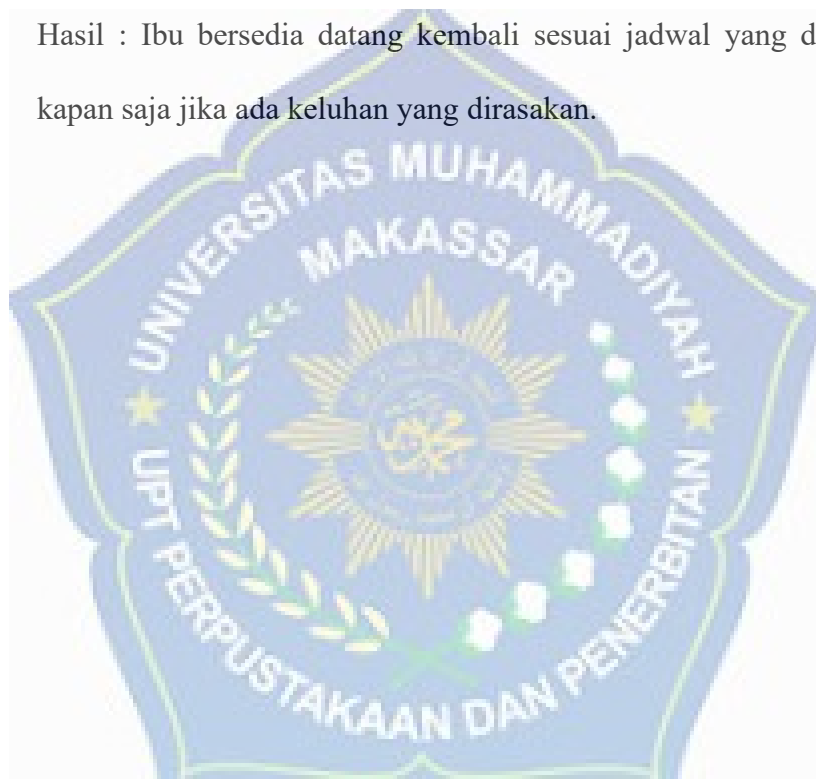 Hasil : Ibu bersedia datang kembali sesuai jadwal yang d
kapan saja jika ada keluhan yang dirasakan.
UNIVERSITAS MUHAMMADIYAH
MAKASSAR
UPT PERPUSTAKAAN DAN PENERBITAN